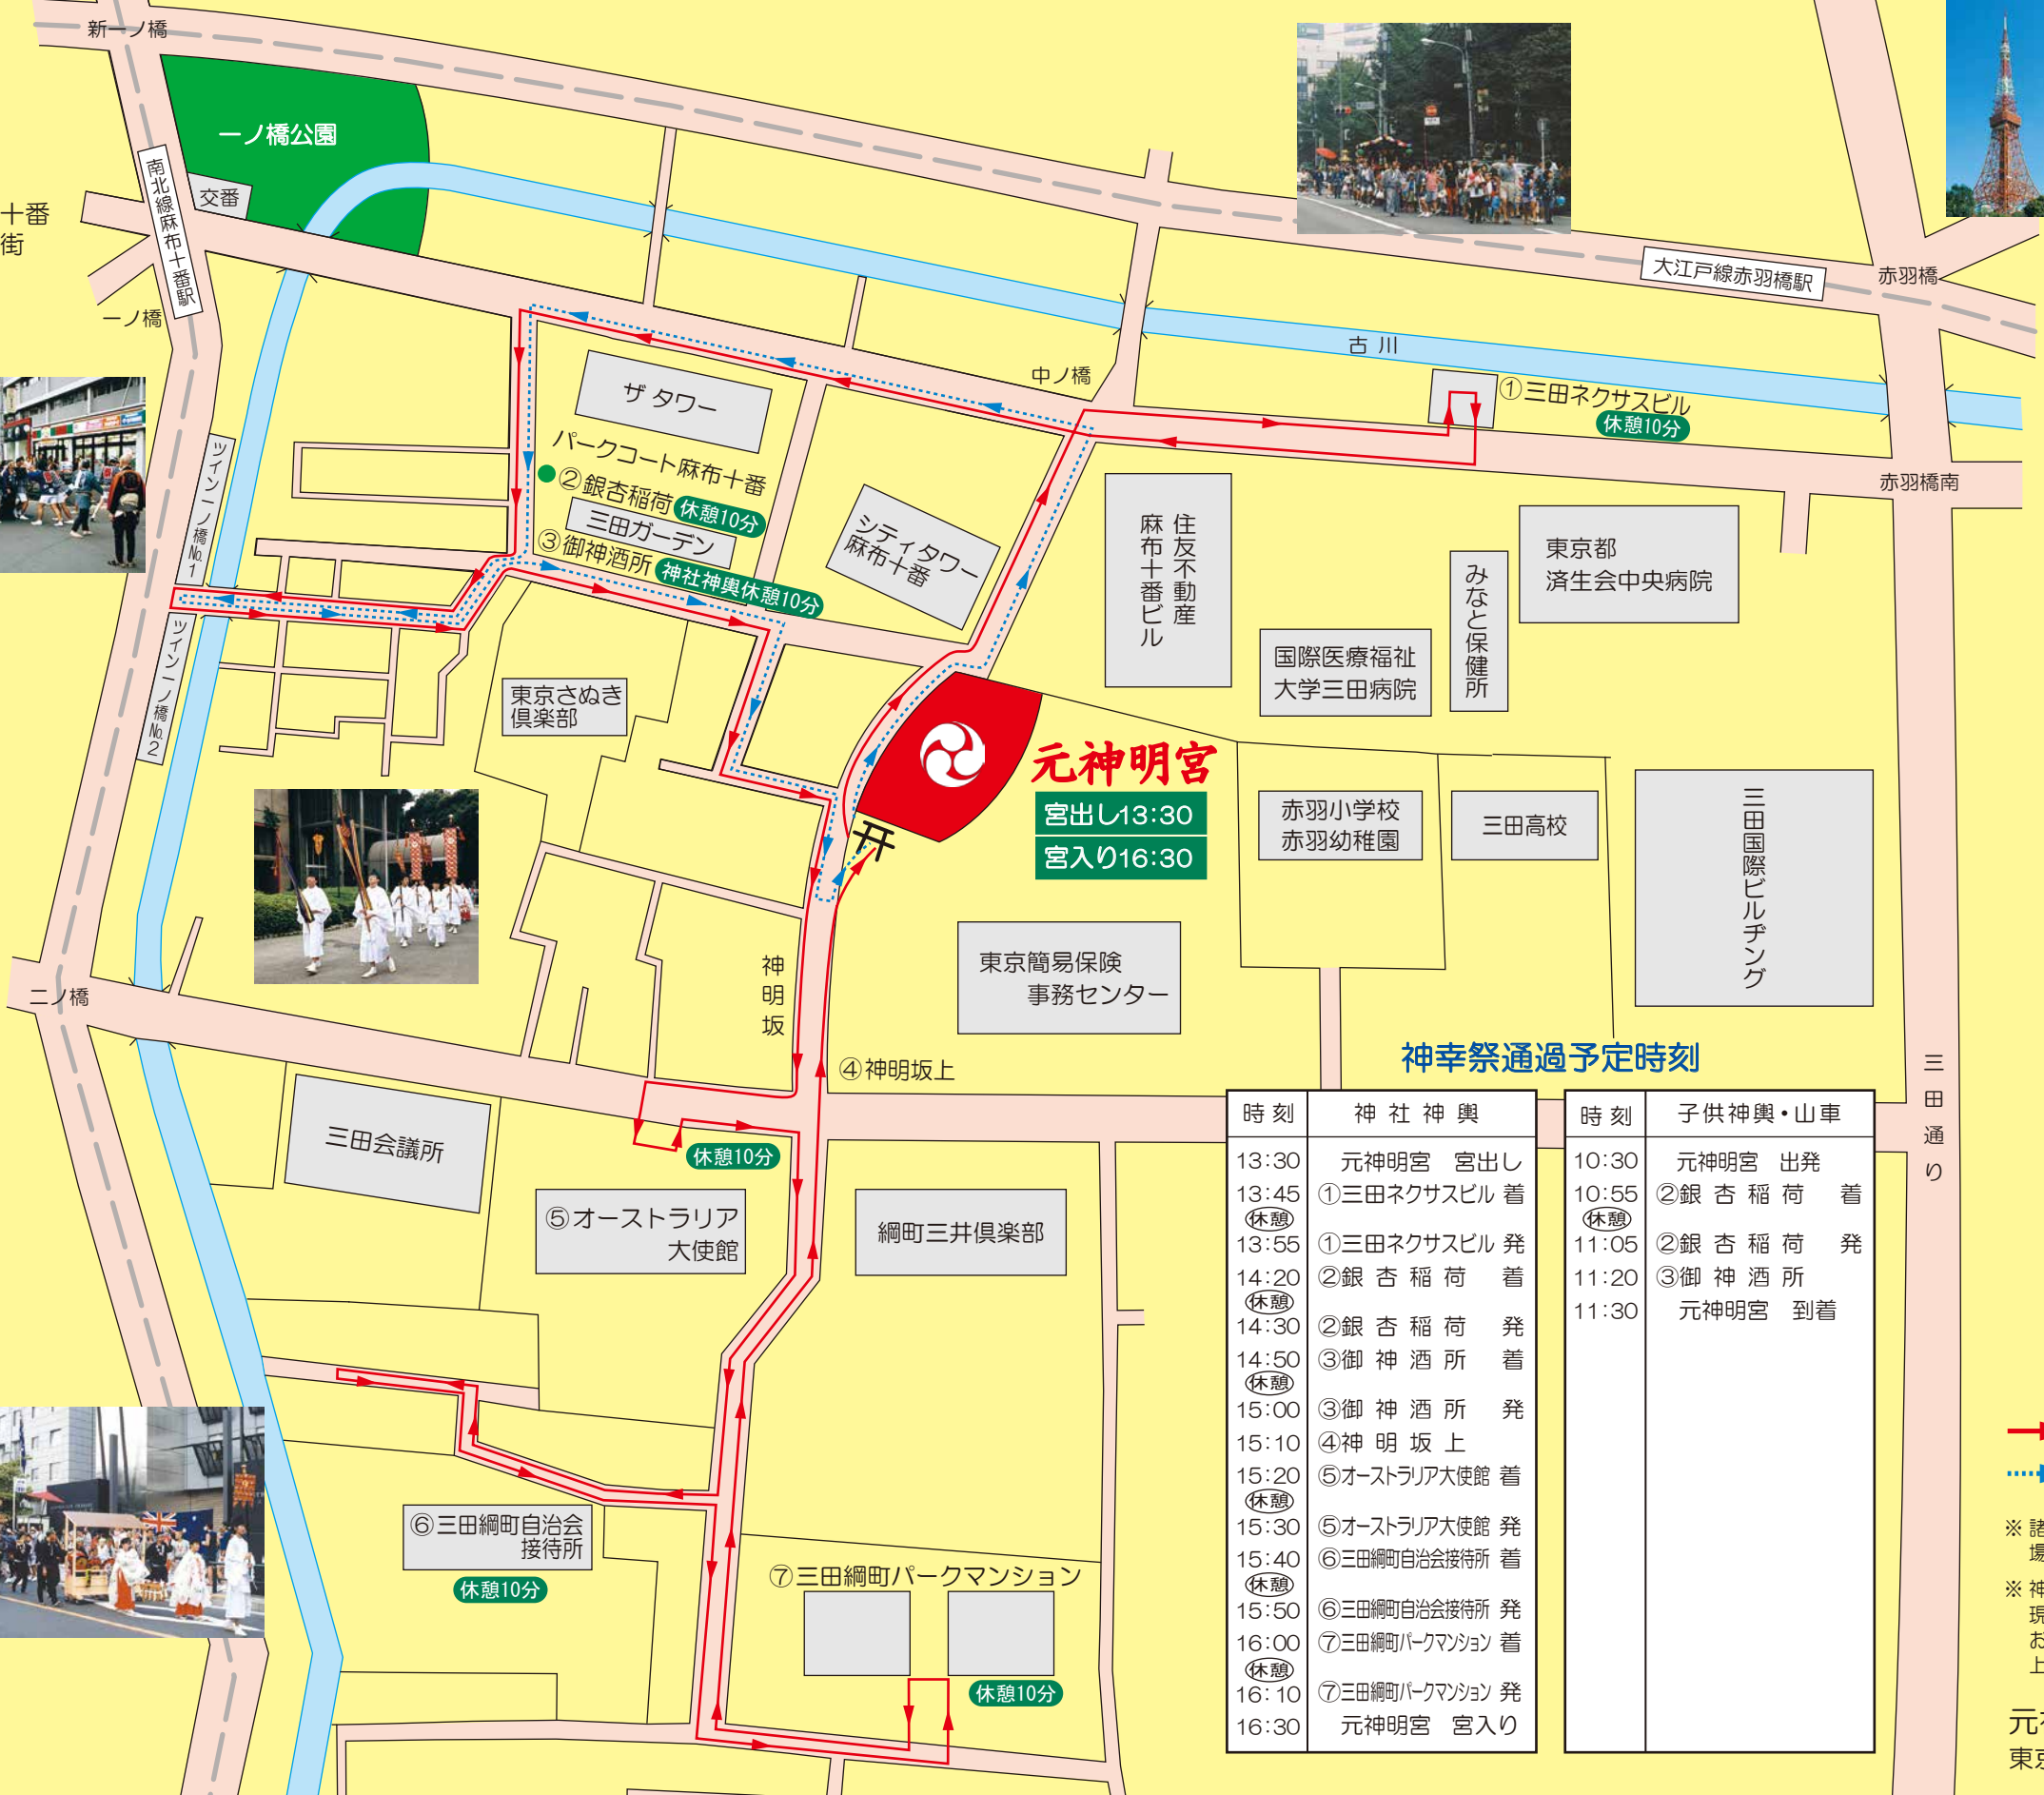 新一ノ橋
一ノ橋公園
交番
南北線麻布十番駅
十番
街
一ノ橋
大江戸線赤羽橋駅
赤羽橋
古川
中ノ橋
①三田ネクサスビル
休憩10分
赤羽橋南
ザ タワー
パークコート麻布十番
②銀杏稲荷
休憩10分
三田ガーデン
③御神酒所
神社神輿休憩10分
シティタワー
麻布十番
住友不動産
麻布十番ビル
東京都
済生会中央病院
みなと保健所
国際医療福祉
大学三田病院
ツイン一ノ橋№1
ツイン一ノ橋№2
東京さぬき
倶楽部
元神明宮
宮出し13:30
宮入り16:30
赤羽小学校
赤羽幼稚園
三田高校
三田国際ビルヂング
東京簡易保険
事務センター
神明坂
二ノ橋
④神明坂上
三田会議所
休憩10分
⑤オーストラリア
大使館
綱町三井倶楽部
三田通り
⑥三田綱町自治会
接待所
休憩10分
⑦三田綱町パークマンション
休憩10分
神幸祭通過予定時刻
時刻 神社神輿
13:30 元神明宮 宮出し
13:45 ①三田ネクサスビル 着
休憩
13:55 ①三田ネクサスビル 発
14:20 ②銀杏稲荷 着
休憩
14:30 ②銀杏稲荷 発
14:50 ③御神酒所 着
休憩
15:00 ③御神酒所 発
15:10 ④神明坂上
15:20 ⑤オーストラリア大使館 着
休憩
15:30 ⑤オーストラリア大使館 発
15:40 ⑥三田綱町自治会接待所 着
休憩
15:50 ⑥三田綱町自治会接待所 発
16:00 ⑦三田綱町パークマンション 着
休憩
16:10 ⑦三田綱町パークマンション 発
16:30 元神明宮 宮入り
時刻 子供神輿・山車
10:30 元神明宮 出発
10:55 ②銀杏稲荷 着
休憩
11:05 ②銀杏稲荷 発
11:20 ③御神酒所
11:30 元神明宮 到着
※ 諸
場
※ 神
現
お
上
元
東